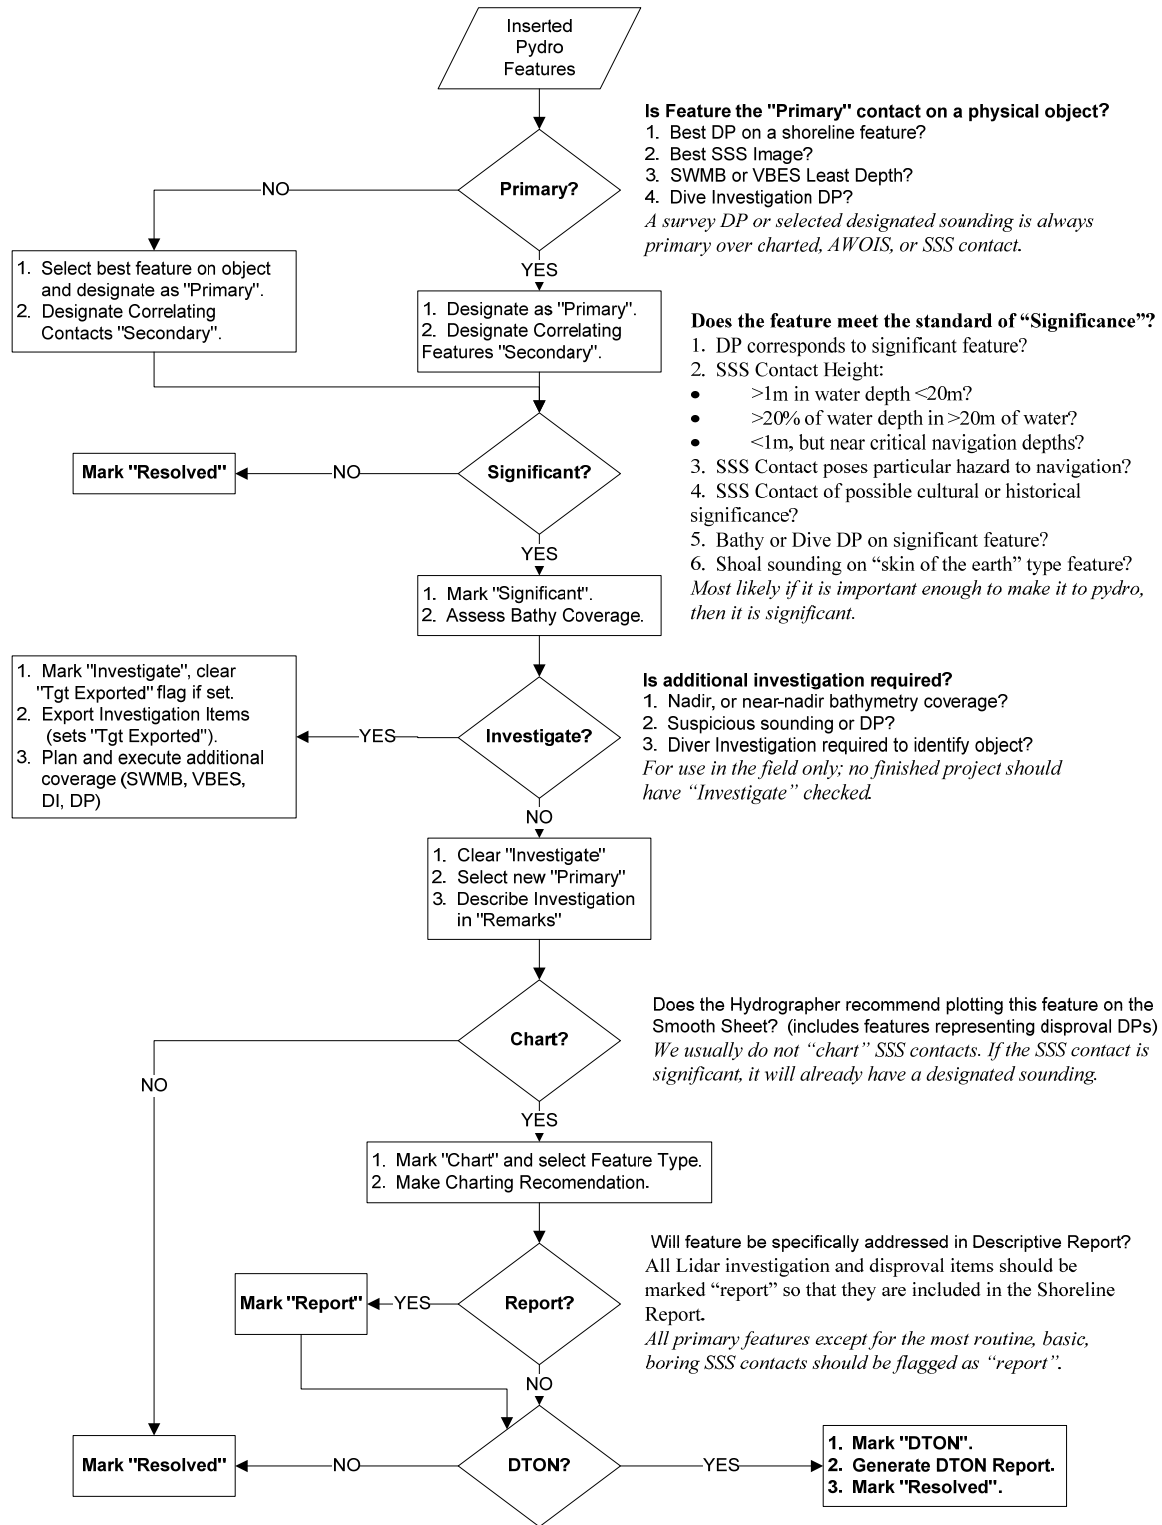 Inserted
Pydro
Features
Is Feature the "Primary" contact on a physical object?
1. Best DP on a shoreline feature?
2. Best SSS Image?
3. SWMB or VBES Least Depth?
4. Dive Investigation DP?
A survey DP or selected designated sounding is always
primary over charted, AWOIS, or SSS contact.
Primary?
NO
YES
1. Select best feature on object
and designate as "Primary".
2. Designate Correlating
Contacts "Secondary".
1. Designate as "Primary".
2. Designate Correlating
Features "Secondary".
Does the feature meet the standard of “Significance”?
1. DP corresponds to significant feature?
2. SSS Contact Height:
• >1m in water depth <20m?
• >20% of water depth in >20m of water?
• <1m, but near critical navigation depths?
3. SSS Contact poses particular hazard to navigation?
4. SSS Contact of possible cultural or historical
significance?
5. Bathy or Dive DP on significant feature?
6. Shoal sounding on “skin of the earth” type feature?
Most likely if it is important enough to make it to pydro,
then it is significant.
Mark "Resolved"
NO
Significant?
YES
1. Mark "Significant".
2. Assess Bathy Coverage.
1. Mark "Investigate", clear
"Tgt Exported" flag if set.
2. Export Investigation Items
(sets "Tgt Exported").
3. Plan and execute additional
coverage (SWMB, VBES,
DI, DP)
YES
Investigate?
Is additional investigation required?
1. Nadir, or near-nadir bathymetry coverage?
2. Suspicious sounding or DP?
3. Diver Investigation required to identify object?
For use in the field only; no finished project should
have “Investigate” checked.
NO
1. Clear "Investigate"
2. Select new "Primary"
3. Describe Investigation
in "Remarks"
Chart?
Does the Hydrographer recommend plotting this feature on the
Smooth Sheet? (includes features representing disproval DPs)
We usually do not “chart” SSS contacts. If the SSS contact is
significant, it will already have a designated sounding.
NO
YES
1. Mark "Chart" and select Feature Type.
2. Make Charting Recomendation.
Will feature be specifically addressed in Descriptive Report?
All Lidar investigation and disproval items should be
marked “report” so that they are included in the Shoreline
Report.
All primary features except for the most routine, basic,
boring SSS contacts should be flagged as “report”.
Mark "Report"
YES
Report?
NO
Mark "Resolved"
NO
DTON?
YES
1. Mark "DTON".
2. Generate DTON Report.
3. Mark "Resolved".